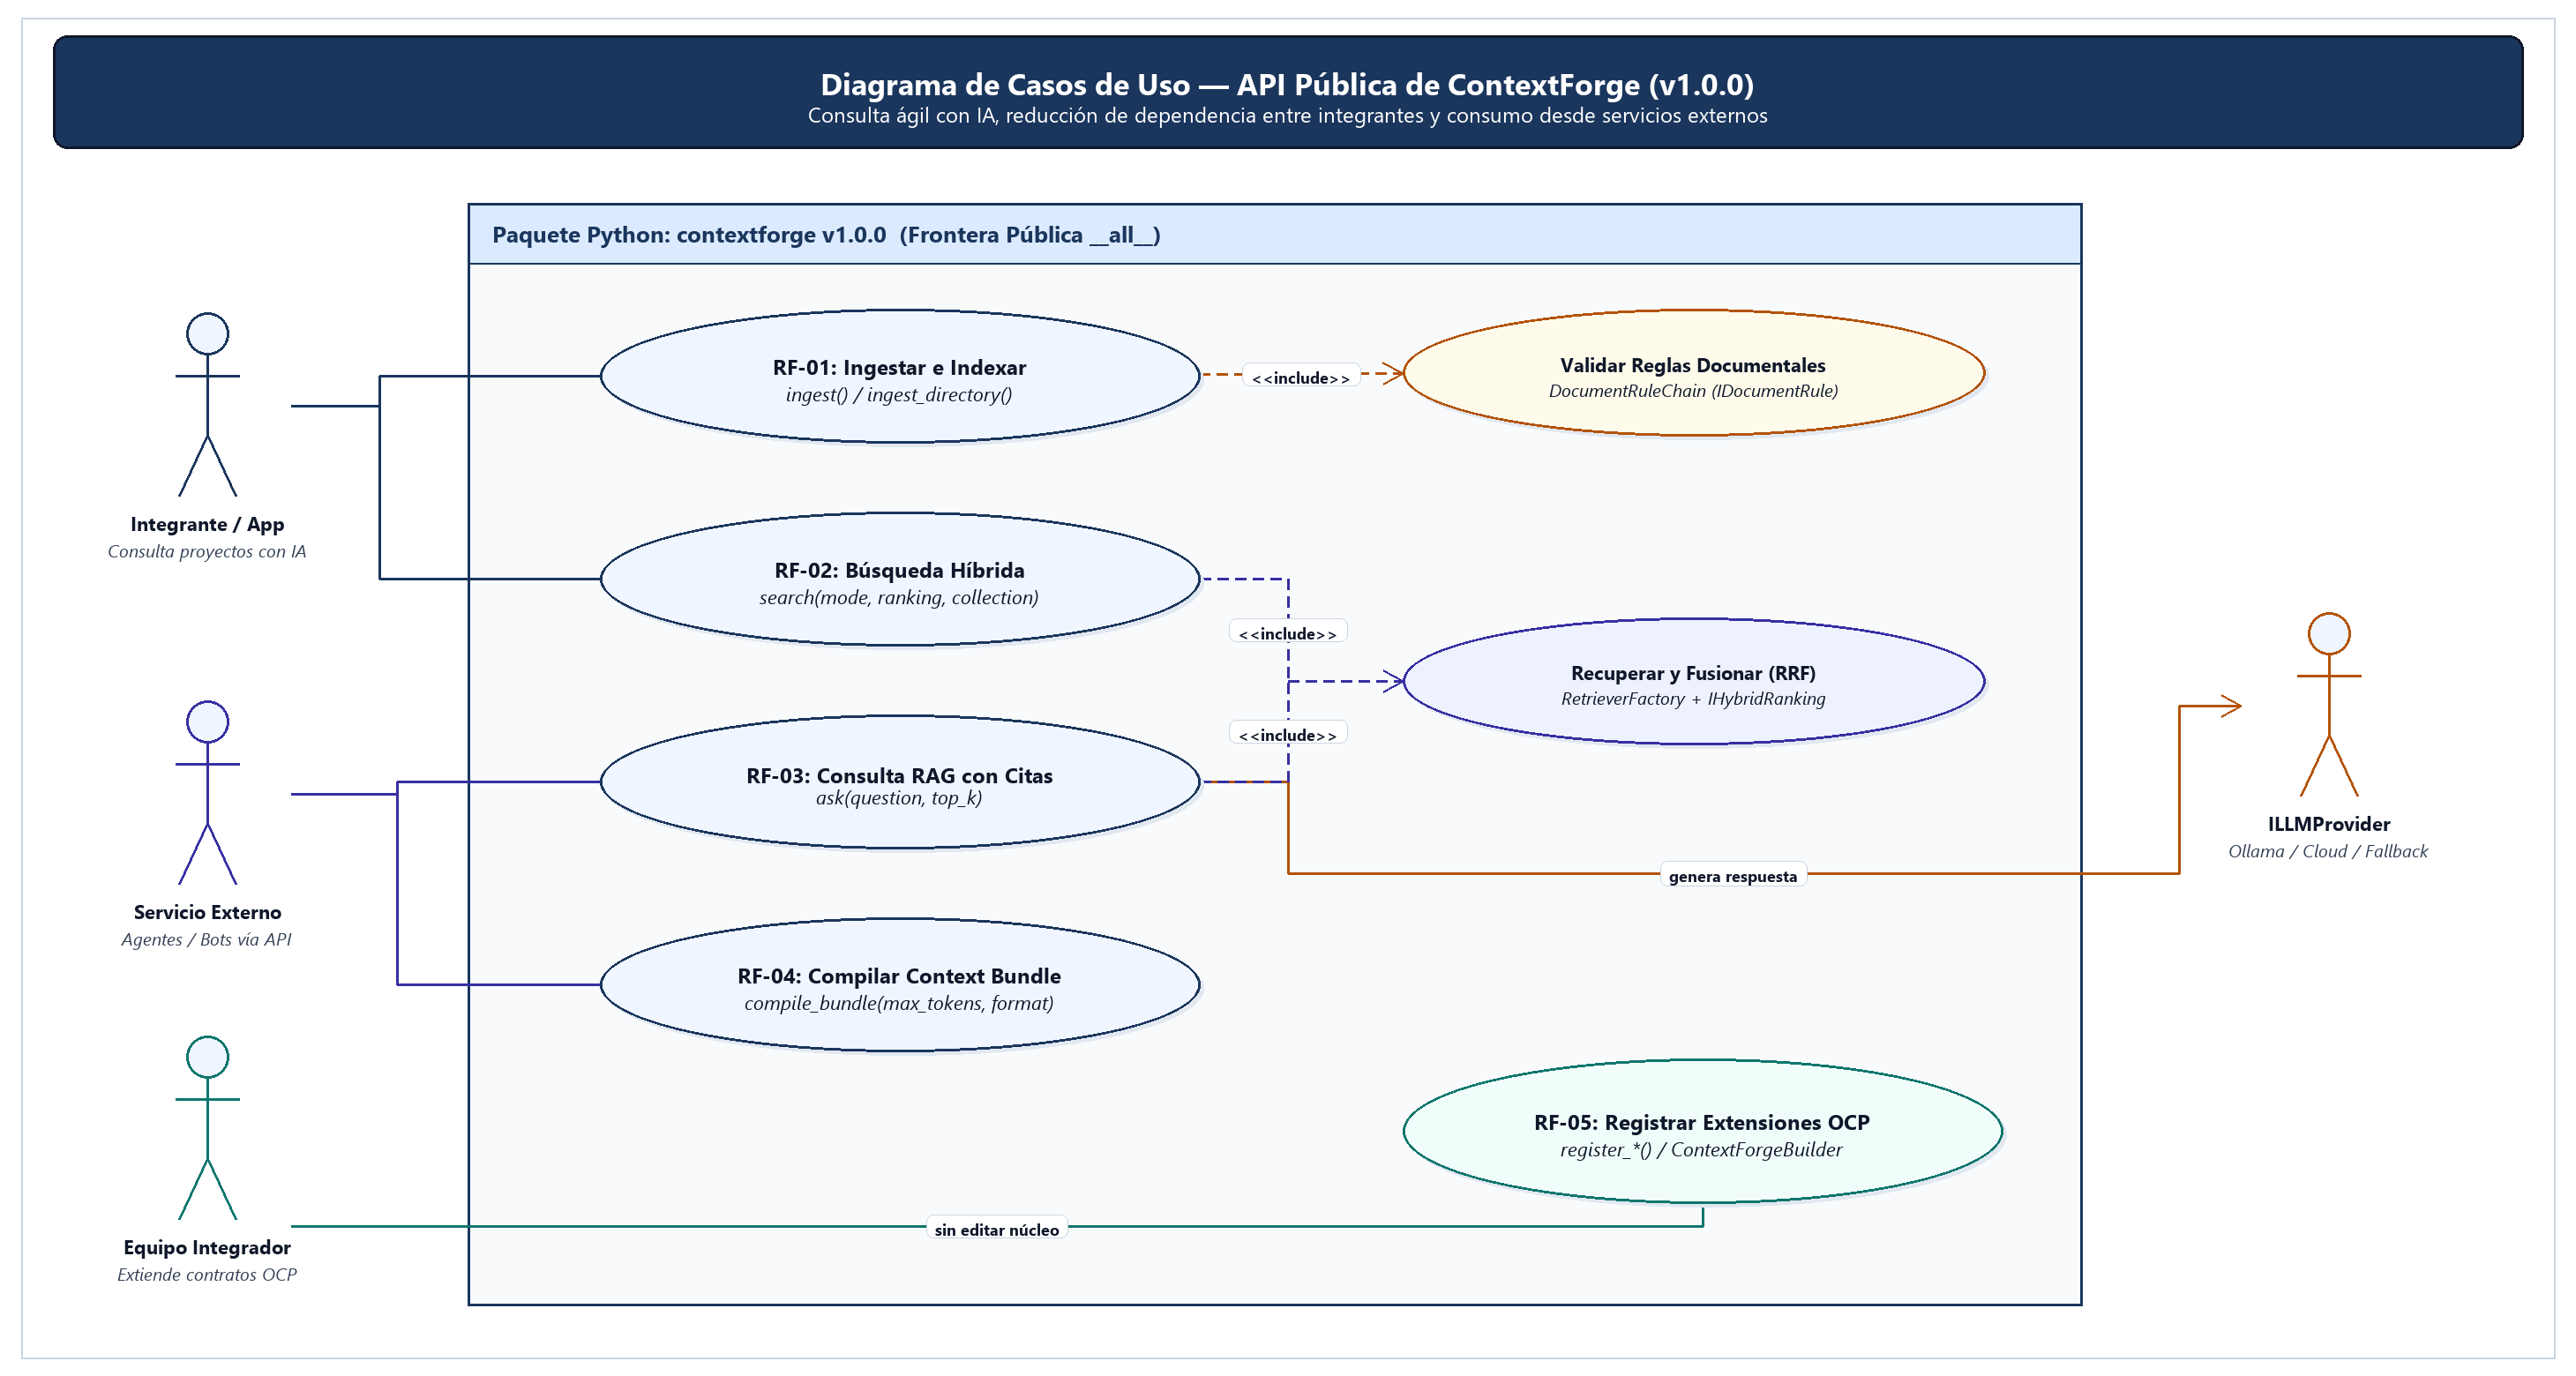 Diagrama de Casos de Uso — API Pública de ContextForge (v1.0.0)
Consulta ágil con IA, reducción de dependencia entre integrantes y consumo desde servicios externos
Paquete Python: contextforge v1.0.0 (Frontera Pública __all__)
Integrante / App
Consulta proyectos con IA
RF-01: Ingestar e Indexar
ingest() / ingest_directory()
<<include>>
Validar Reglas Documentales
DocumentRuleChain (IDocumentRule)
RF-02: Búsqueda Híbrida
search(mode, ranking, collection)
<<include>>
Recuperar y Fusionar (RRF)
RetrieverFactory + IHybridRanking
<<include>>
Servicio Externo
Agentes / Bots vía API
RF-03: Consulta RAG con Citas
ask(question, top_k)
genera respuesta
ILLMProvider
Ollama / Cloud / Fallback
RF-04: Compilar Context Bundle
compile_bundle(max_tokens, format)
Equipo Integrador
Extiende contratos OCP
sin editar núcleo
RF-05: Registrar Extensiones OCP
register_*() / ContextForgeBuilder